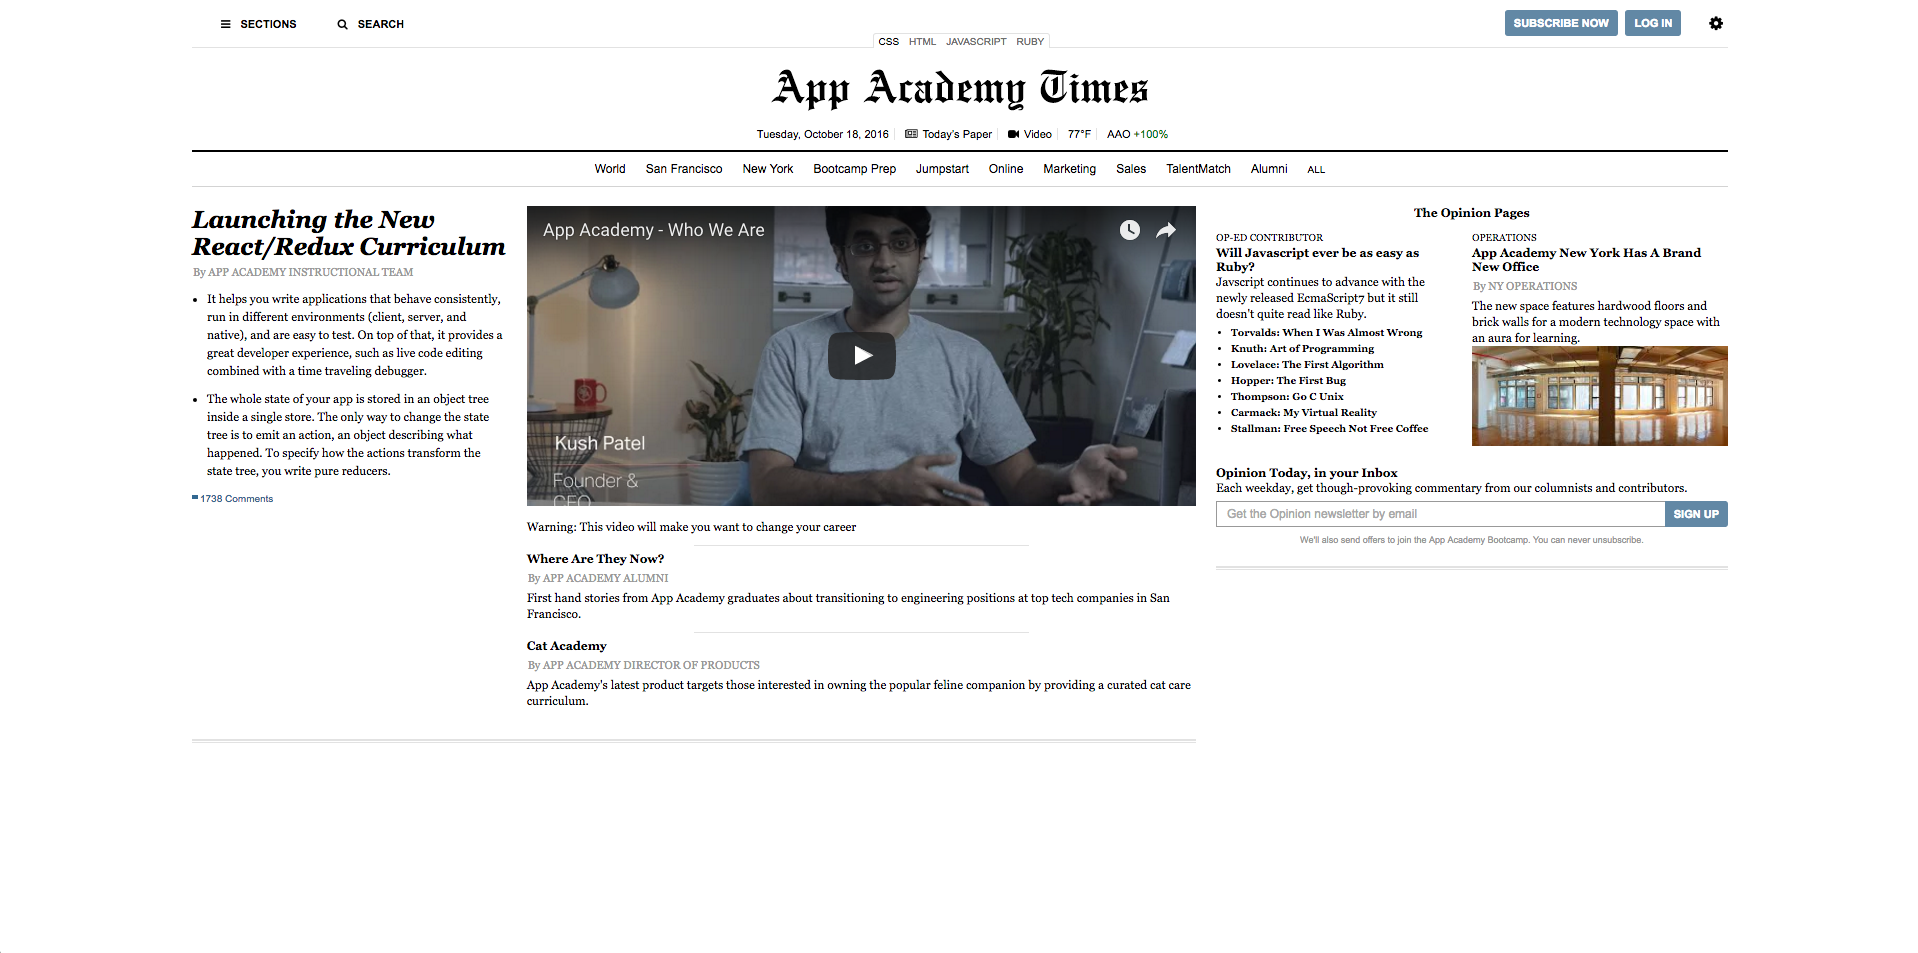 SECTIONS SEARCH SUBSCRIBE NOW LOG IN
CSS HTML JAVASCRIPT RUBY
App Academy Times
Tuesday, October 18, 2016 Today's Paper Video 77°F AAO +100%
World San Francisco New York Bootcamp Prep Jumpstart Online Marketing Sales TalentMatch Alumni ALL
Launching the New
React/Redux Curriculum
By APP ACADEMY INSTRUCTIONAL TEAM
• It helps you write applications that behave consistently,
run in different environments (client, server, and
native), and are easy to test. On top of that, it provides a
great developer experience, such as live code editing
combined with a time traveling debugger.
• The whole state of your app is stored in an object tree
inside a single store. The only way to change the state
tree is to emit an action, an object describing what
happened. To specify how the actions transform the
state tree, you write pure reducers.
1738 Comments
App Academy - Who We Are
Kush Patel
Founder &
CEO
Warning: This video will make you want to change your career
Where Are They Now?
By APP ACADEMY ALUMNI
First hand stories from App Academy graduates about transitioning to engineering positions at top tech companies in San
Francisco.
Cat Academy
By APP ACADEMY DIRECTOR OF PRODUCTS
App Academy's latest product targets those interested in owning the popular feline companion by providing a curated cat care
curriculum.
The Opinion Pages
OP-ED CONTRIBUTOR
Will Javascript ever be as easy as
Ruby?
Javscript continues to advance with the
newly released EcmaScript7 but it still
doesn't quite read like Ruby.
• Torvalds: When I Was Almost Wrong
• Knuth: Art of Programming
• Lovelace: The First Algorithm
• Hopper: The First Bug
• Thompson: Go C Unix
• Carmack: My Virtual Reality
• Stallman: Free Speech Not Free Coffee
OPERATIONS
App Academy New York Has A Brand
New Office
By NY OPERATIONS
The new space features hardwood floors and
brick walls for a modern technology space with
an aura for learning.
Opinion Today, in your Inbox
Each weekday, get though-provoking commentary from our columnists and contributors.
Get the Opinion newsletter by email SIGN UP
We'll also send offers to join the App Academy Bootcamp. You can never unsubscribe.